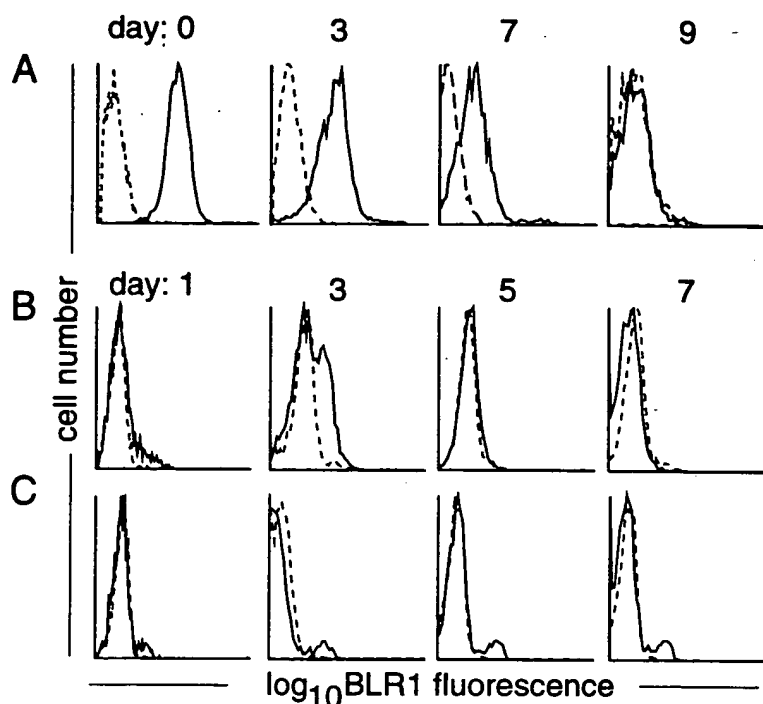 day: 0 3 7 9
A
B
day: 1 3 5 7
C
cell number
log10BLR1 fluorescence